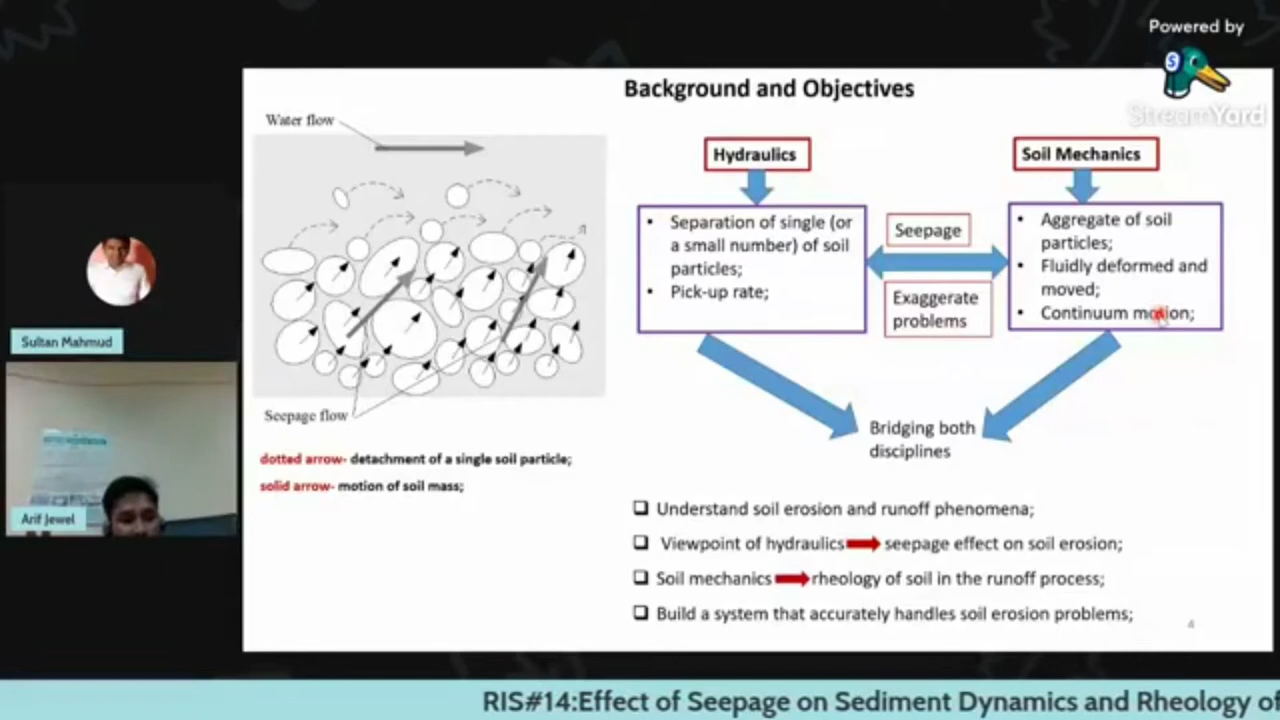 Powered by
StreamYard
Background and Objectives
Water flow
Seepage flow
dotted arrow- detachment of a single soil particle;
solid arrow- motion of soil mass;
Hydraulics
• Separation of single (or
a small number) of soil
particles;
• Pick-up rate;
Seepage
Exaggerate
problems
Soil Mechanics
• Aggregate of soil
particles;
• Fluidly deformed and
moved;
• Continuum motion;
Bridging both
disciplines
❑ Understand soil erosion and runoff phenomena;
❑ Viewpoint of hydraulics ➡ seepage effect on soil erosion;
❑ Soil mechanics ➡ rheology of soil in the runoff process;
❑ Build a system that accurately handles soil erosion problems;
4
Sultan Mahmud
Arif Jewel
RIS#14:Effect of Seepage on Sediment Dynamics and Rheology of